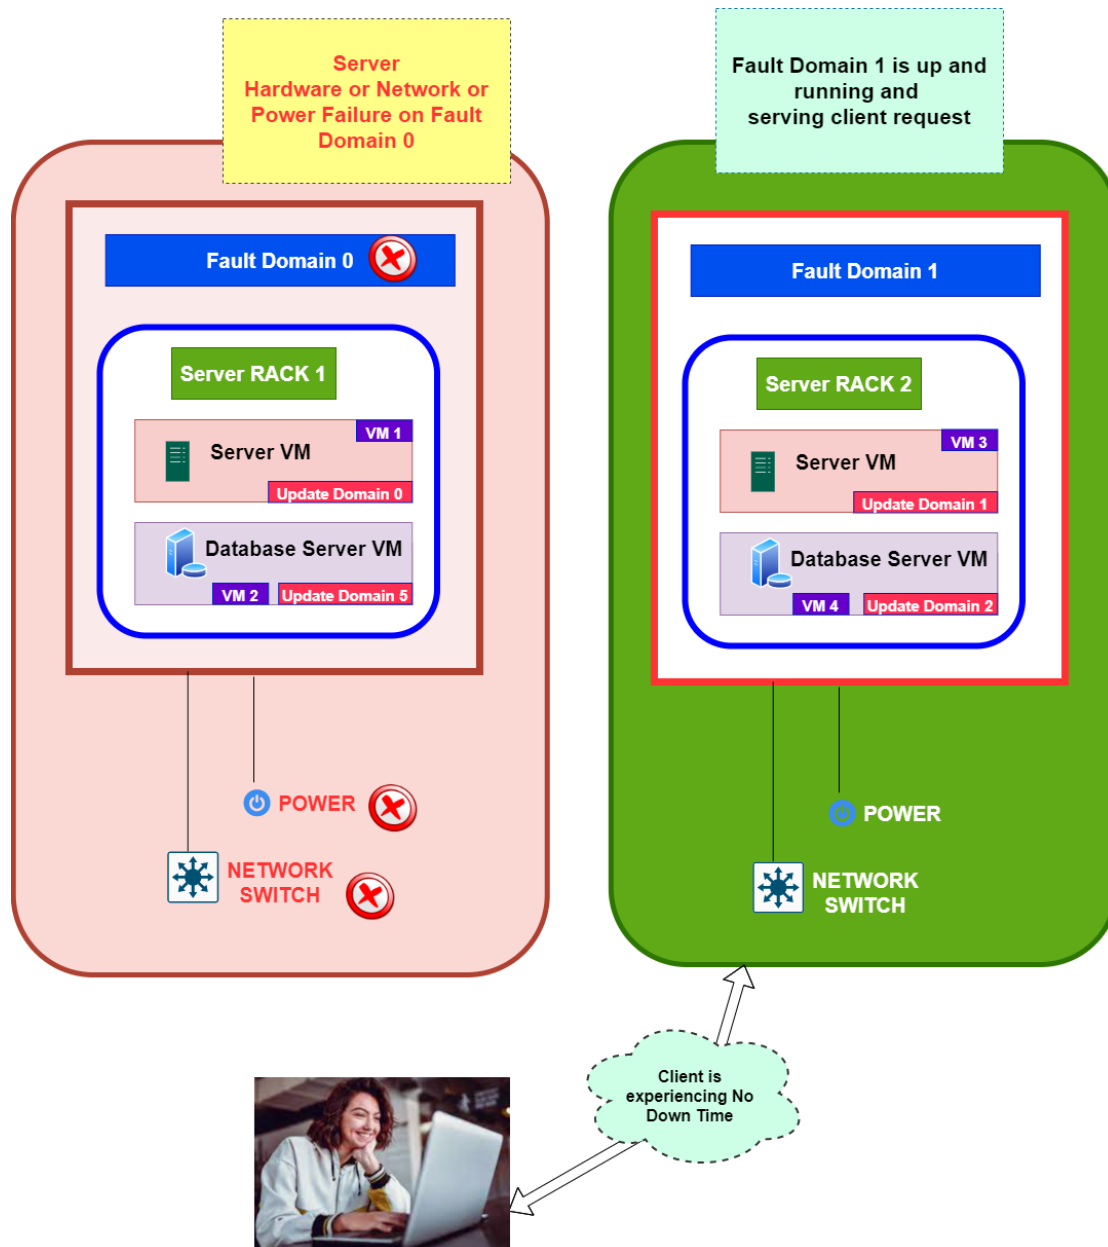 Server
Hardware or Network or
Power Failure on Fault
Domain 0
Fault Domain 0
Server RACK 1
VM 1
Server VM
Update Domain 0
Database Server VM
VM 2
Update Domain 5
POWER
NETWORK
SWITCH
Fault Domain 1 is up and
running and
serving client request
Fault Domain 1
Server RACK 2
VM 3
Server VM
Update Domain 1
Database Server VM
VM 4
Update Domain 2
POWER
NETWORK
SWITCH
Client is
experiencing No
Down Time